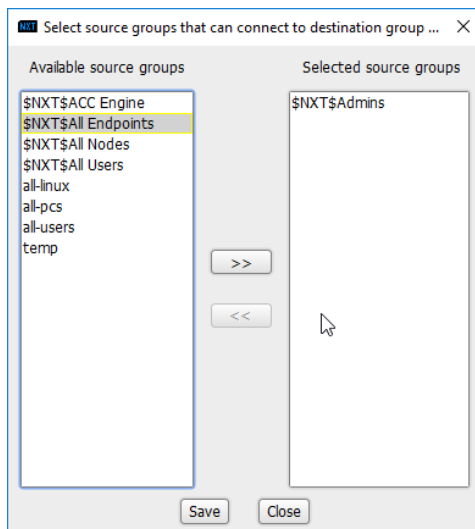 NXT Select source groups that can connect to destination group ...
Available source groups
Selected source groups
$NXT$ACC Engine
$NXT$All Endpoints
$NXT$All Nodes
$NXT$All Users
all-linux
all-pcs
all-users
temp
$NXT$Admins
>>
<<
Save
Close